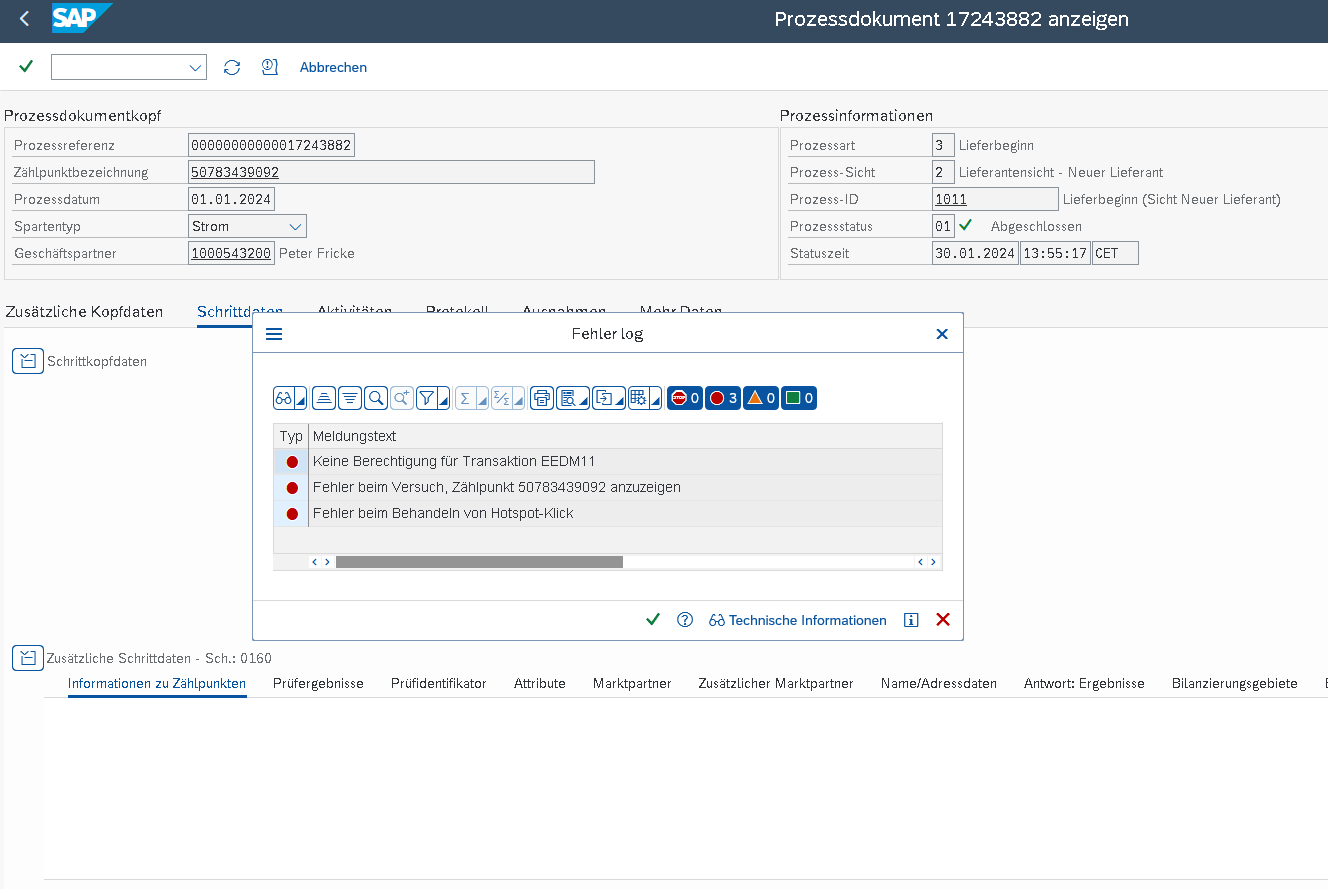 SAP
Prozessdokument 17243882 anzeigen
Abbrechen
Prozessdokumentkopf
Prozessreferenz 00000000000017243882
Zählpunktbezeichnung 50783439092
Prozessdatum 01.01.2024
Spartentyp Strom
Geschäftspartner 1000543200 Peter Fricke
Prozessinformationen
Prozessart 3 Lieferbeginn
Prozess-Sicht 2 Lieferantensicht - Neuer Lieferant
Prozess-ID 1011 Lieferbeginn (Sicht Neuer Lieferant)
Prozessstatus 01 Abgeschlossen
Statuszeit 30.01.2024 13:55:17 CET
Zusätzliche Kopfdaten Schrittdaten Aktivitäten Protokoll Ausnahmen Mehr Daten
Schrittkopfdaten
Fehler log
STOP 0 3 0 0
Typ Meldungstext
Keine Berechtigung für Transaktion EEDM11
Fehler beim Versuch, Zählpunkt 50783439092 anzuzeigen
Fehler beim Behandeln von Hotspot-Klick
Technische Informationen
Zusätzliche Schrittdaten - Sch.: 0160
Informationen zu Zählpunkten Prüfergebnisse Prüfidentifikator Attribute Marktpartner Zusätzlicher Marktpartner Name/Adressdaten Antwort: Ergebnisse Bilanzierungsgebiete